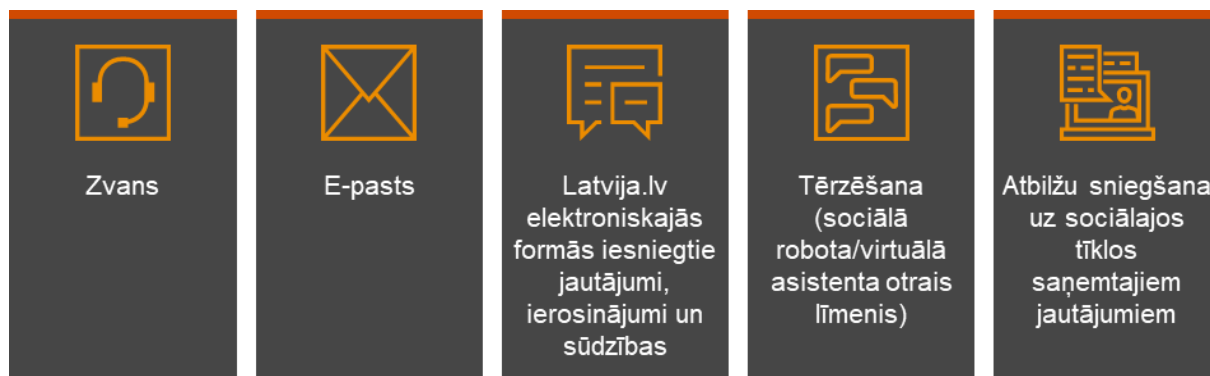 Zvans
E-pasts
Latvija.lv
elektroniskajās
formās iesniegtie
jautājumi,
ierosinājumi un
sūdzības
Tērzēšana
(sociālā
robota/virtuālā
asistenta otrais
līmenis)
Atbilžu sniegšana
uz sociālajos
tīklos
saņemtajiem
jautājumiem